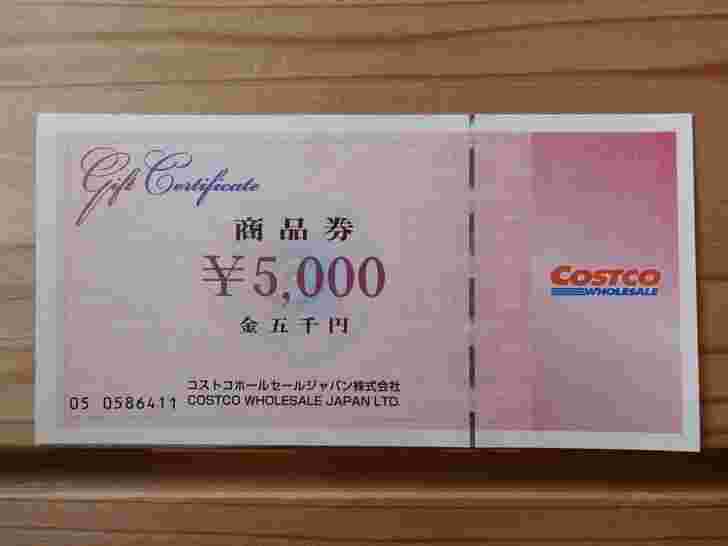 Gift Certificate
商品券
¥5,000
金五千円
コストコホールセールジャパン株式会社
05 0586411 COSTCO WHOLESALE JAPAN LTD.
COSTCO
WHOLESALE